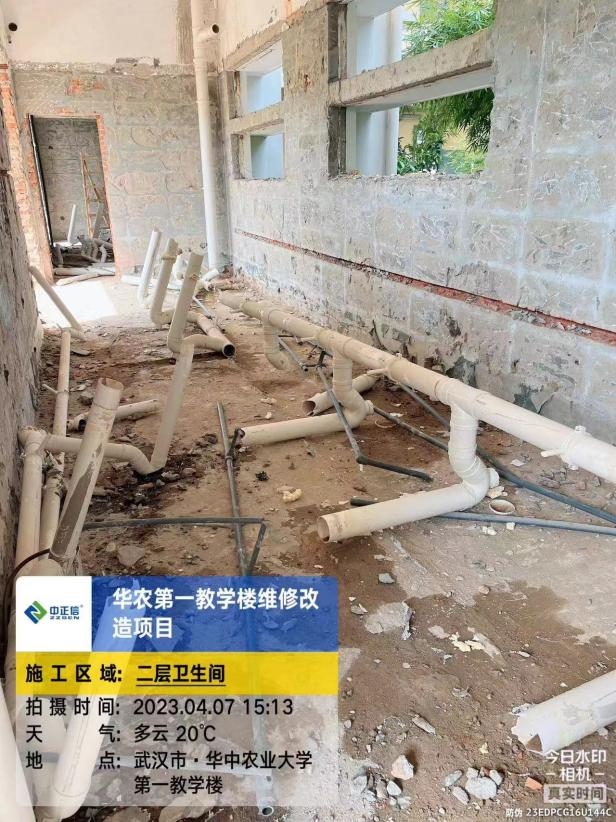 中正信®
ZZSEN
华农第一教学楼维修改
造项目
施工区域: 二层卫生间
拍摄时间: 2023.04.07 15:13
天气: 多云 20℃
地点: 武汉市·华中农业大学
第一教学楼
今日水印
相机
真实时间
防伪 23EDPCG16U144C